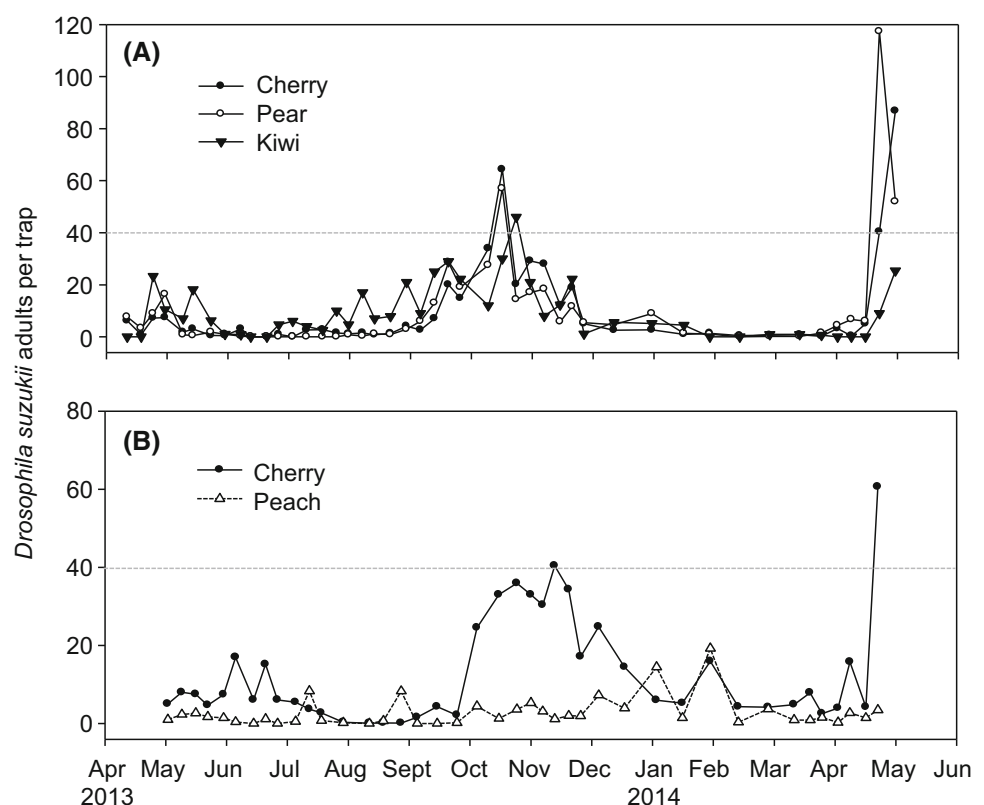 Drosophila suzukii adults per trap
(A)
120
100
80
60
40
20
0
Cherry
Pear
Kiwi
(B)
80
60
40
20
0
Cherry
Peach
Apr May Jun Jul Aug Sept Oct Nov Dec Jan Feb Mar Apr May Jun
2013 2014